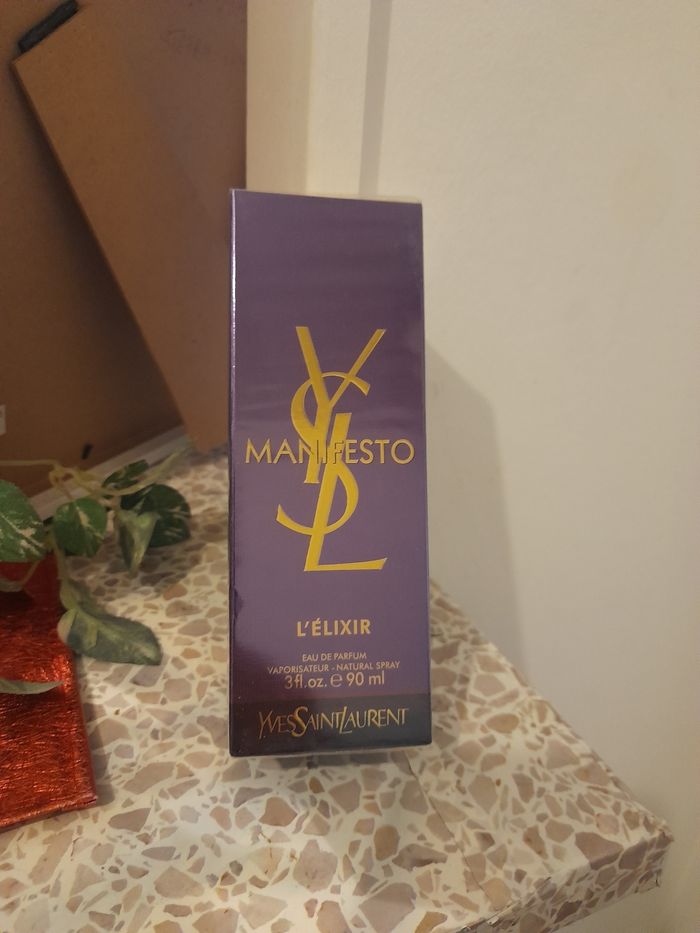 YSL
MANIFESTO
L'ÉLIXIR
EAU DE PARFUM
VAPORISATEUR - NATURAL SPRAY
3fl.oz. ℮ 90 ml
YVESSAINTLAURENT